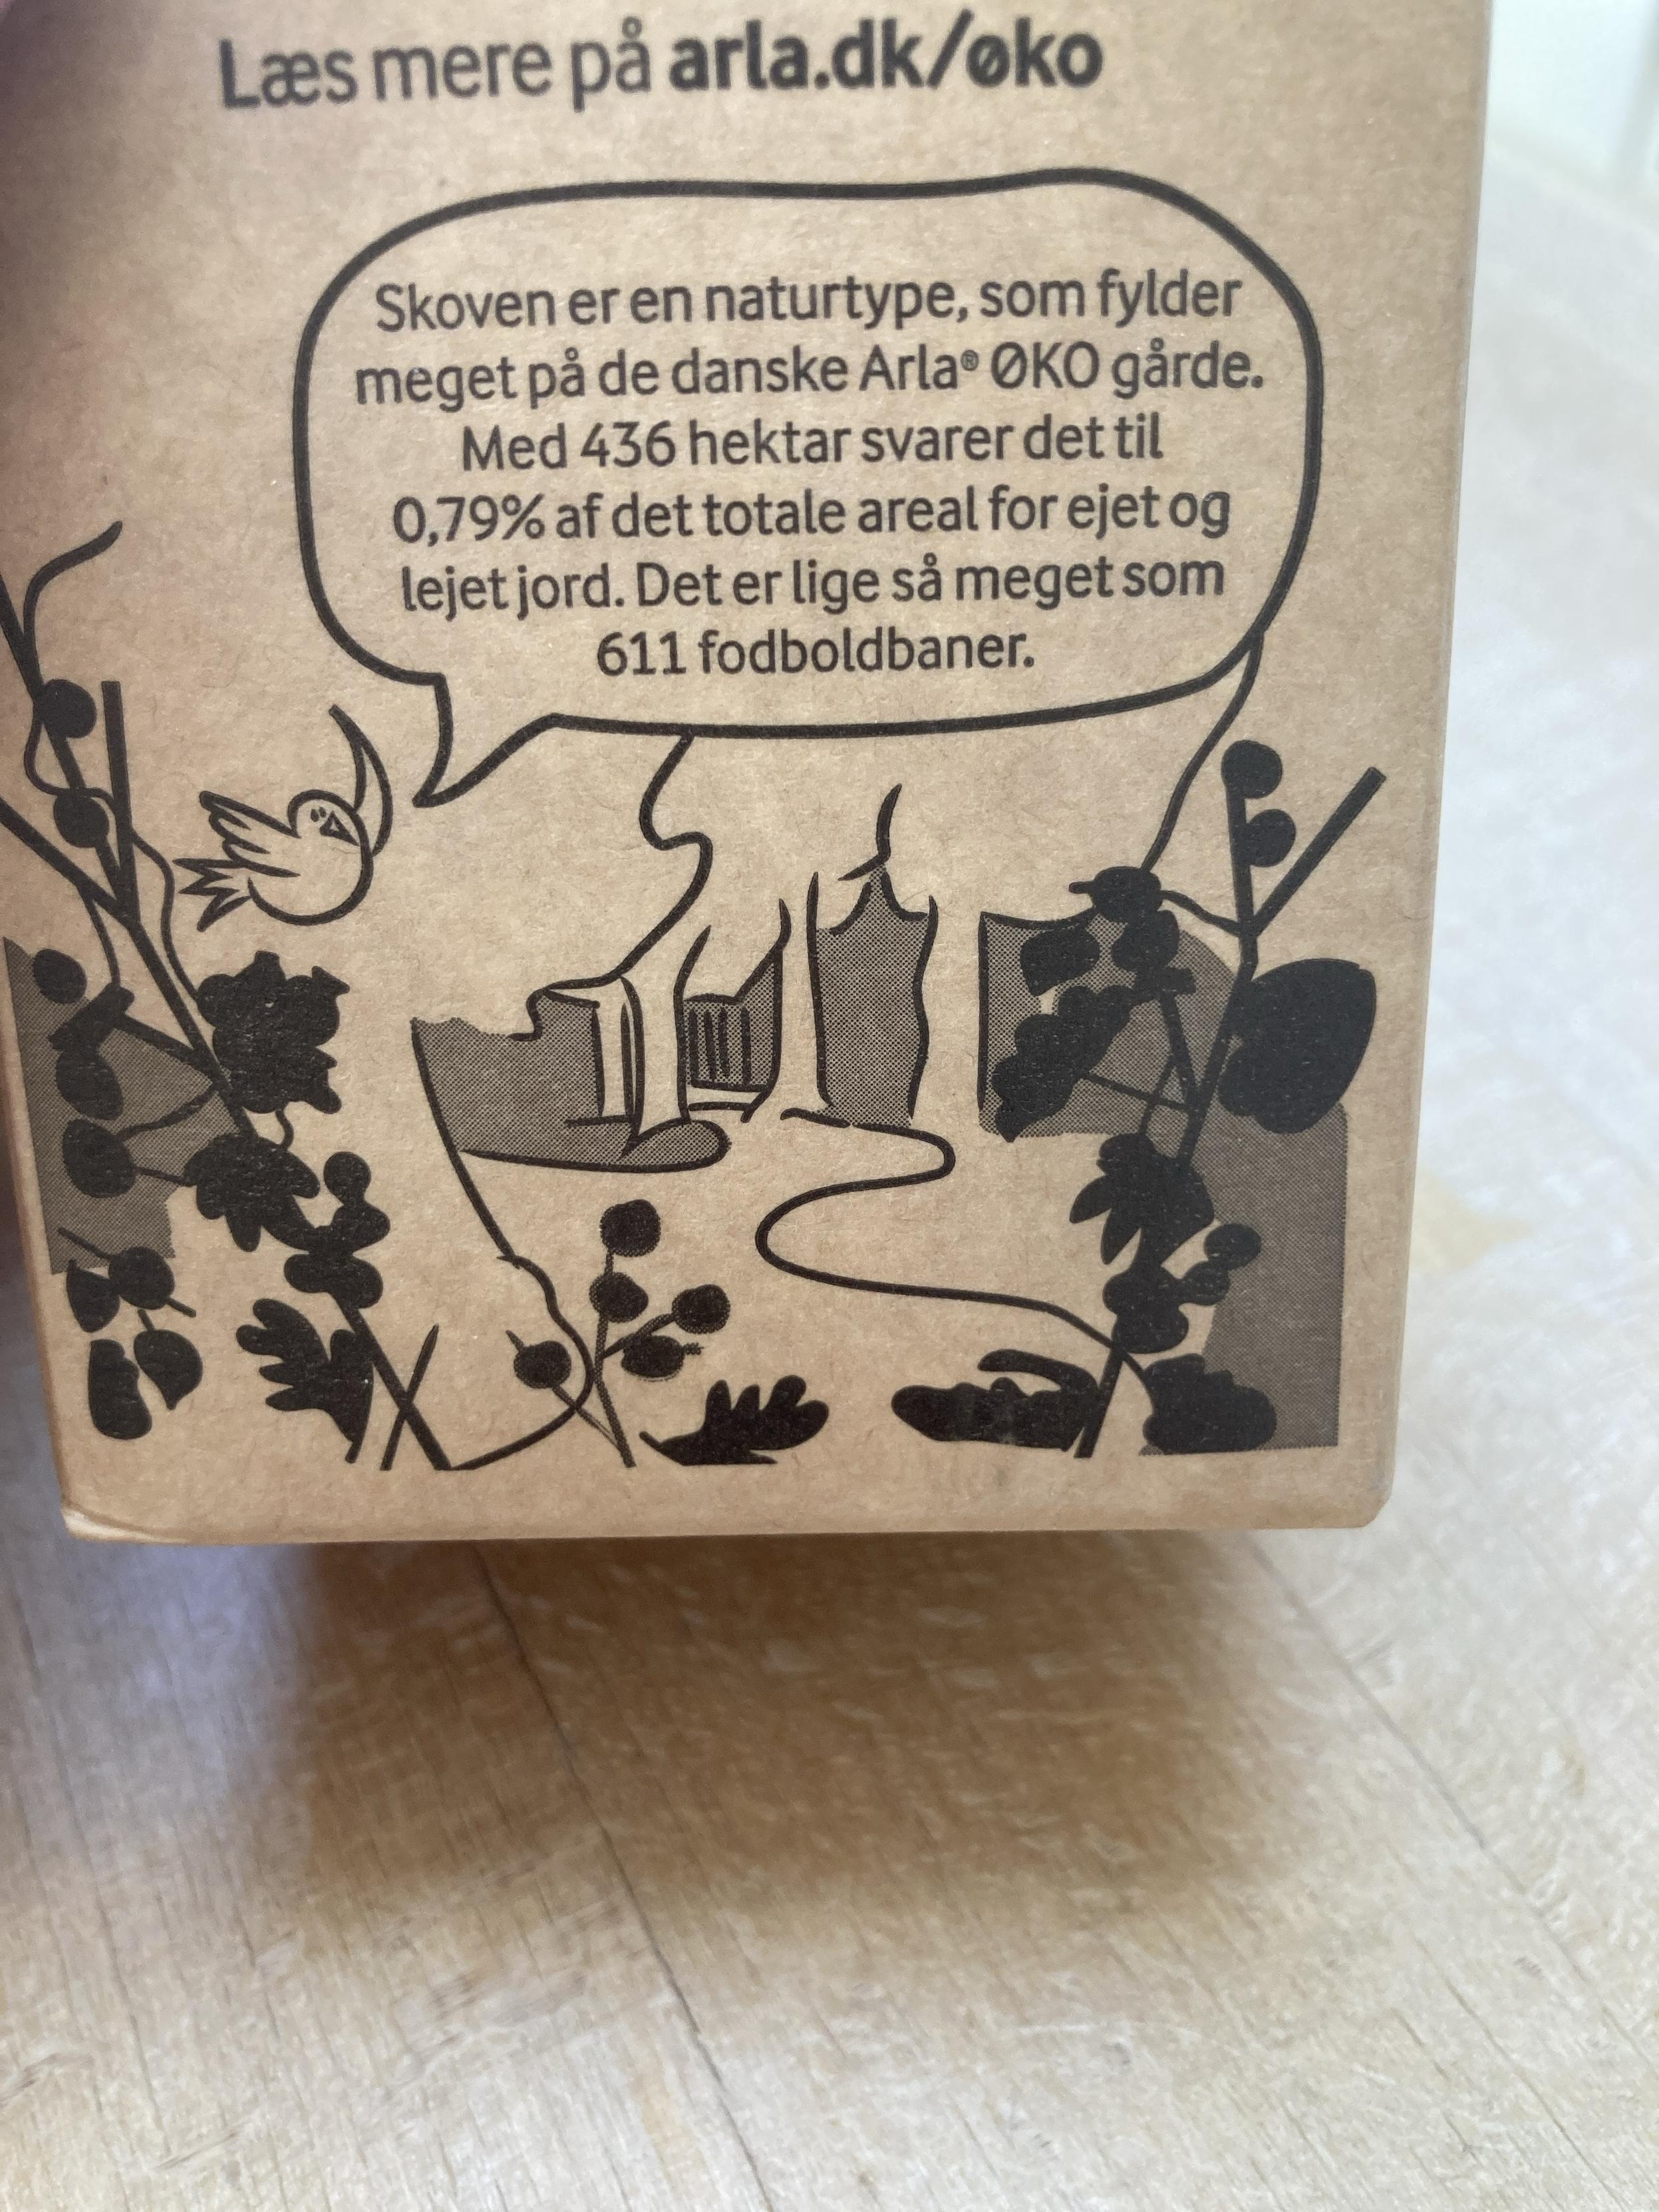 Læs mere på arla.dk/øko
Skoven er en naturtype, som fylder
meget på de danske Arla® ØKO gårde.
Med 436 hektar svarer det til
0,79% af det totale areal for ejet og
lejet jord. Det er lige så meget som
611 fodboldbaner.